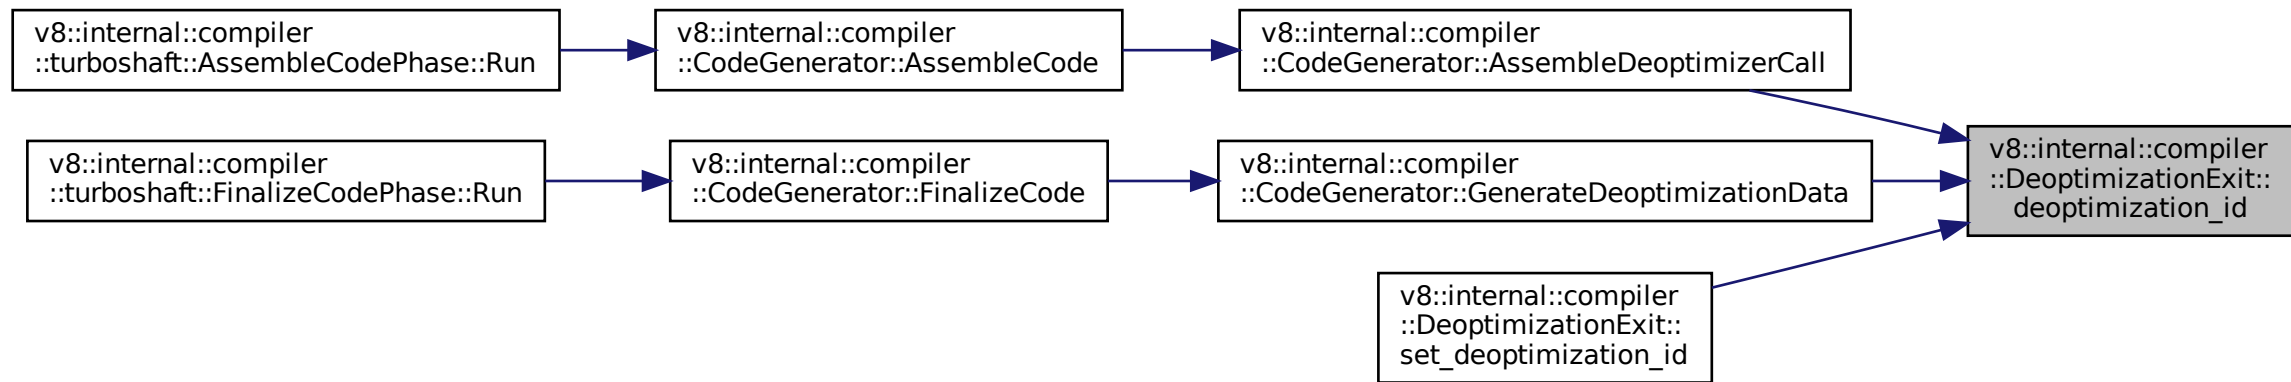 v8::internal::compiler
::turboshaft::AssembleCodePhase::Run
v8::internal::compiler
::CodeGenerator::AssembleCode
v8::internal::compiler
::CodeGenerator::AssembleDeoptimizerCall
v8::internal::compiler
::turboshaft::FinalizeCodePhase::Run
v8::internal::compiler
::CodeGenerator::FinalizeCode
v8::internal::compiler
::CodeGenerator::GenerateDeoptimizationData
v8::internal::compiler
::DeoptimizationExit::
deoptimization_id
v8::internal::compiler
::DeoptimizationExit::
set_deoptimization_id